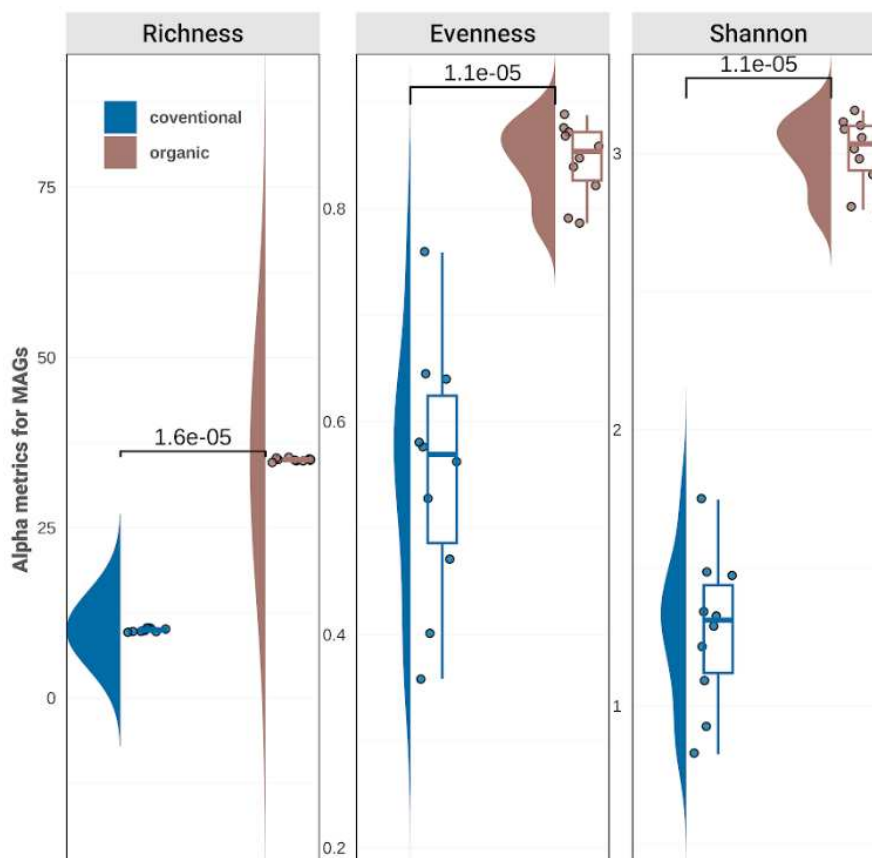 Richness
Evenness
Shannon
coventional
organic
1.6e-05
1.1e-05
1.1e-05
Alpha metrics for MAGs
75
50
25
0
0.8
0.6
0.4
0.2
3
2
1